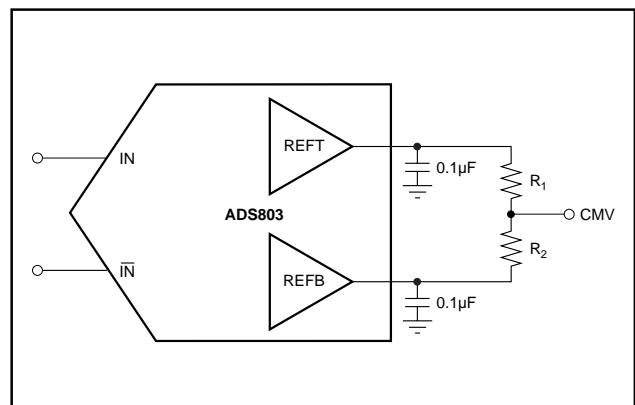 REFT
0.1µF
R1
IN
ADS803
CMV
R2
IN
REFB
0.1µF